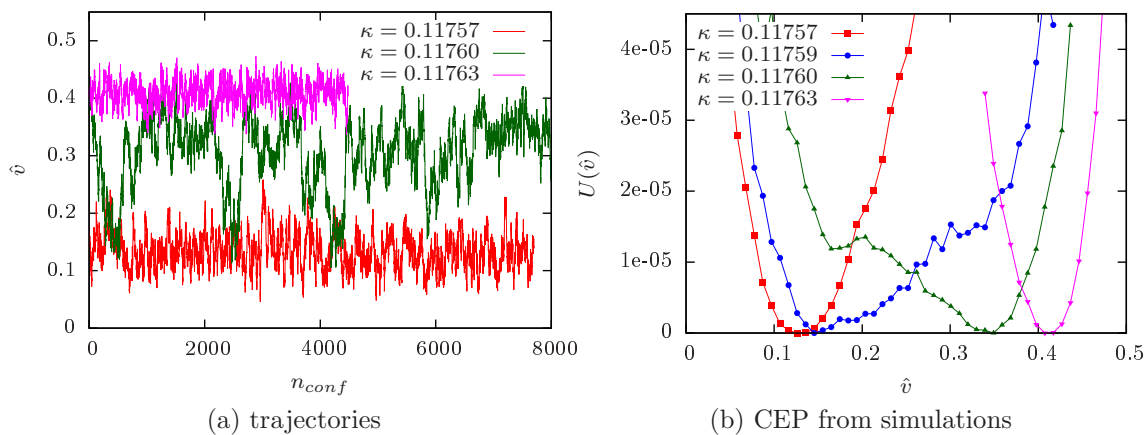 κ = 0.11757
κ = 0.11760
κ = 0.11763
0.5
0.4
0.3
0.2
0.1
0
v̂
0 2000 4000 6000 8000
n_conf
(a) trajectories
κ = 0.11757
κ = 0.11759
κ = 0.11760
κ = 0.11763
4e-05
3e-05
2e-05
1e-05
0
U(v̂)
0 0.1 0.2 0.3 0.4 0.5
v̂
(b) CEP from simulations